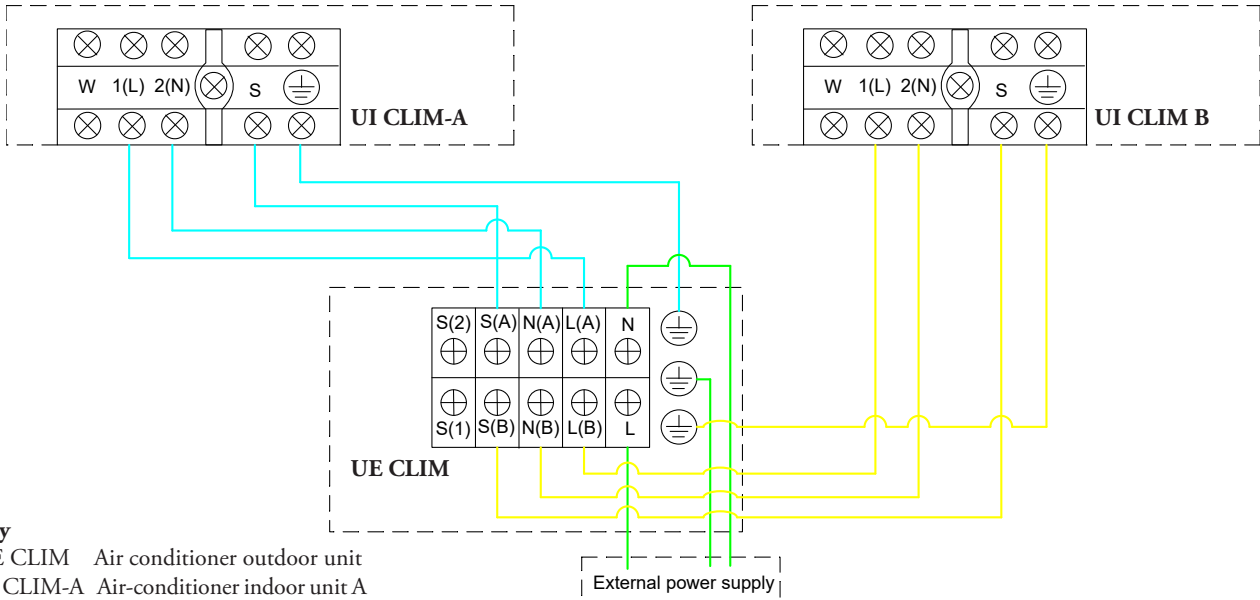 W 1(L) 2(N) S
UI CLIM-A
W 1(L) 2(N) S
UI CLIM B
S(2) S(A) N(A) L(A) N
S(1) S(B) N(B) L(B) L
UE CLIM
y
E CLIM Air conditioner outdoor unit
CLIM-A Air-conditioner indoor unit A
External power supply